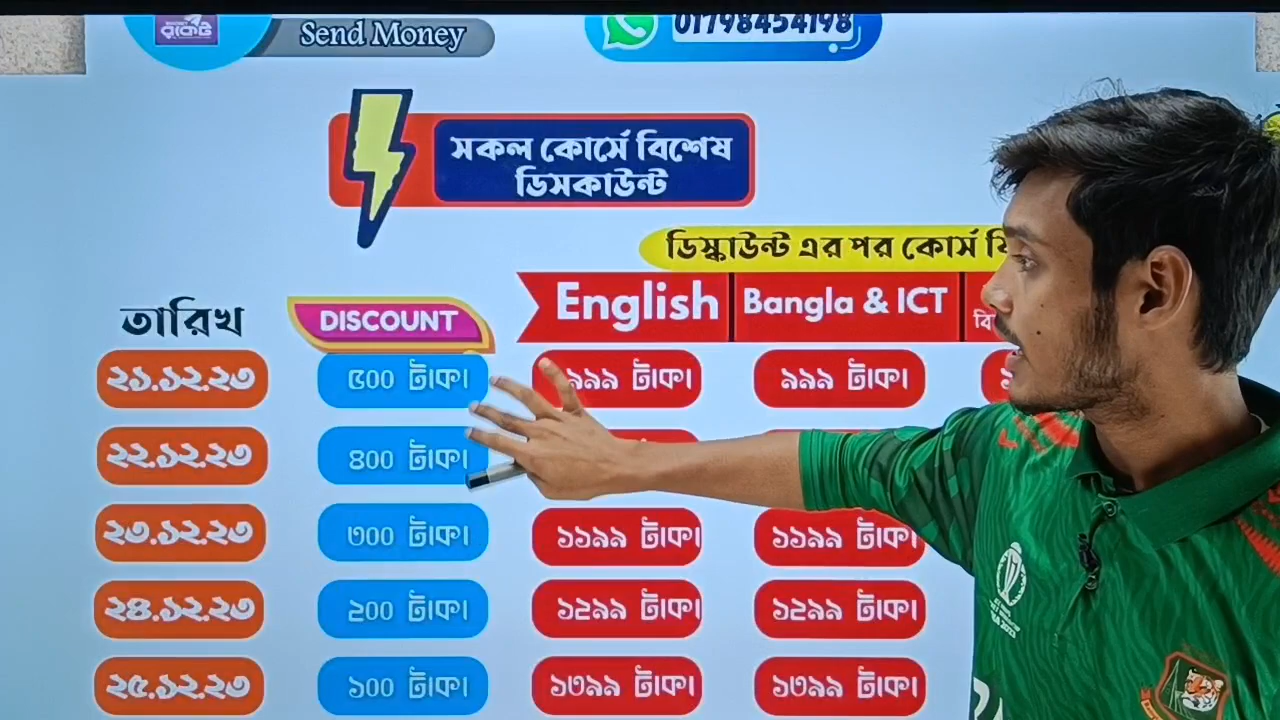 রকেট
Send Money
01798454198
সকল কোর্সে বিশেষ
ডিসকাউন্ট
ডিস্কাউন্ট এর পর কোর্স
তারিখ
DISCOUNT
English
Bangla & ICT
২১.১২.২৩
৫০০ টাকা
৯৯৯ টাকা
৯৯৯ টাকা
২২.১২.২৩
৪০০ টাকা
২৩.১২.২৩
৩০০ টাকা
১১৯৯ টাকা
১১৯৯ টাকা
২৪.১২.২৩
২০০ টাকা
১২৯৯ টাকা
১২৯৯ টাকা
২৫.১২.২৩
১০০ টাকা
১৩৯৯ টাকা
১৩৯৯ টাকা